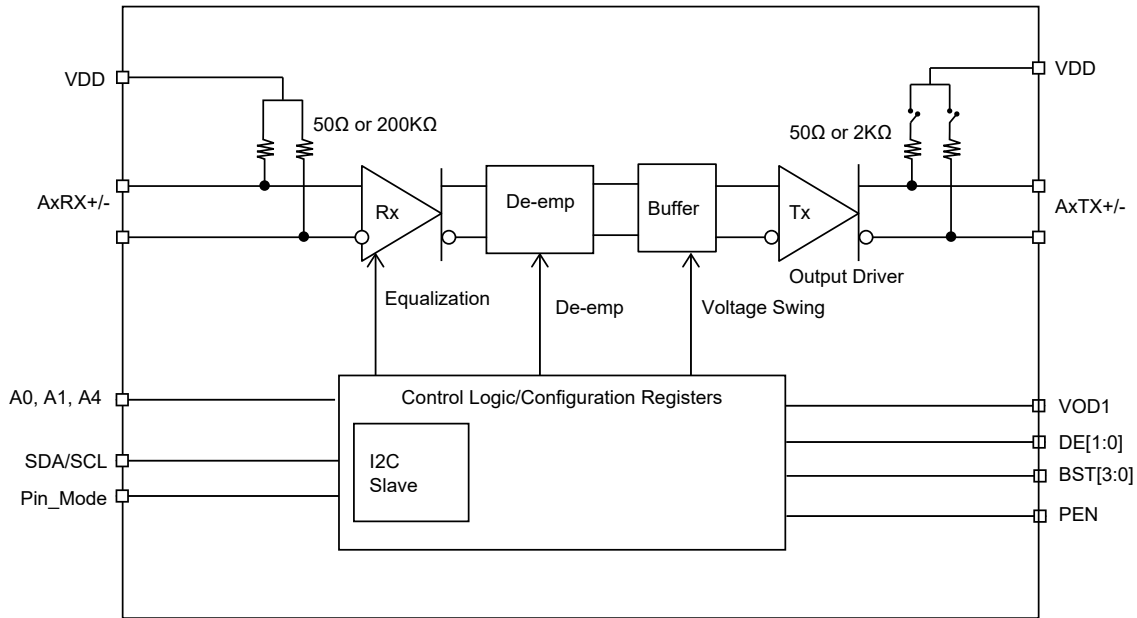 VDD
VDD
50Ω or 200KΩ
50Ω or 2KΩ
AxRX+/-
Rx
De-emp
Buffer
Tx
AxTX+/-
Output Driver
Equalization
De-emp
Voltage Swing
A0, A1, A4
Control Logic/Configuration Registers
VOD1
DE[1:0]
SDA/SCL
I2C
Slave
BST[3:0]
Pin_Mode
PEN